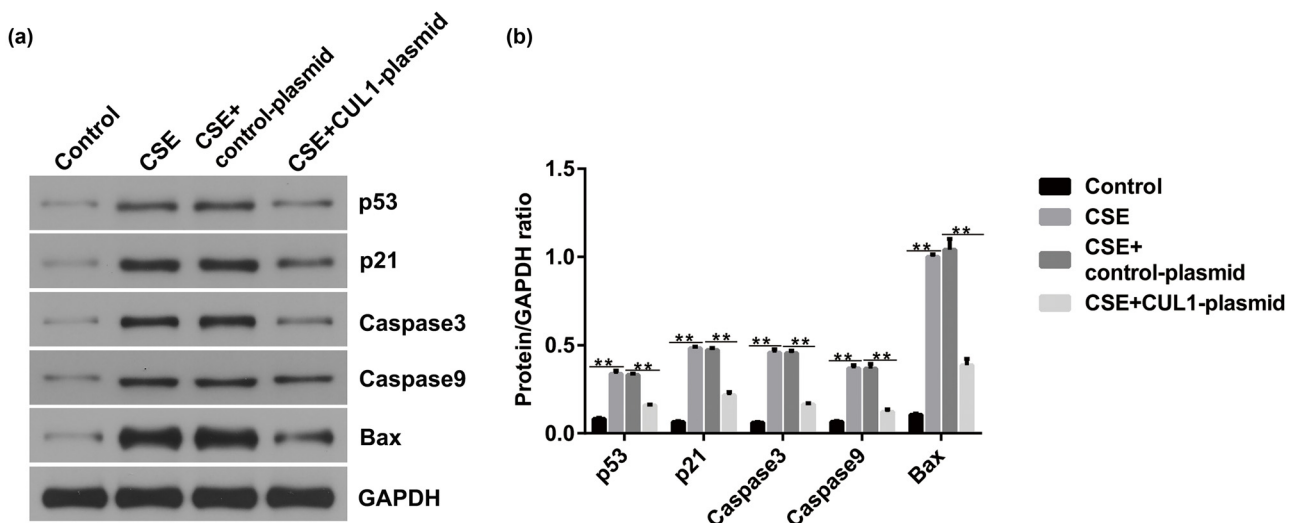 (a)
Control
CSE
CSE+
control-plasmid
CSE+CUL1-plasmid
p53
p21
Caspase3
Caspase9
Bax
GAPDH
(b)
Protein/GAPDH ratio
1.5
1.0
0.5
0.0
** **
** **
** **
** **
** **
p53
p21
Caspase3
Caspase9
Bax
Control
CSE
CSE+
control-plasmid
CSE+CUL1-plasmid